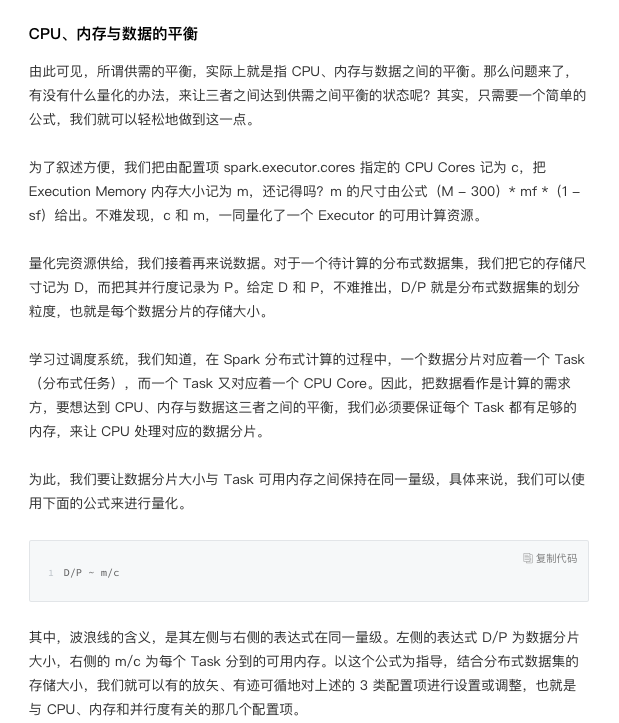 CPU、内存与数据的平衡
由此可见，所谓供需的平衡，实际上就是指 CPU、内存与数据之间的平衡。那么问题来了，
有没有什么量化的办法，来让三者之间达到供需之间平衡的状态呢？其实，只需要一个简单的
公式，我们就可以轻松地做到这一点。
为了叙述方便，我们把由配置项 spark.executor.cores 指定的 CPU Cores 记为 c，把
Execution Memory 内存大小记为 m，还记得吗？m 的尺寸由公式（M – 300）* mf *（1 –
sf）给出。不难发现，c 和 m，一同量化了一个 Executor 的可用计算资源。
量化完资源供给，我们接着再来说数据。对于一个待计算的分布式数据集，我们把它的存储尺
寸记为 D，而把其并行度记录为 P。给定 D 和 P，不难推出，D/P 就是分布式数据集的划分
粒度，也就是每个数据分片的存储大小。
学习过调度系统，我们知道，在 Spark 分布式计算的过程中，一个数据分片对应着一个 Task
（分布式任务），而一个 Task 又对应着一个 CPU Core。因此，把数据看作是计算的需求
方，要想达到 CPU、内存与数据这三者之间的平衡，我们必须要保证每个 Task 都有足够的
内存，来让 CPU 处理对应的数据分片。
为此，我们要让数据分片大小与 Task 可用内存之间保持在同一量级，具体来说，我们可以使
用下面的公式来进行量化。
复制代码
1 D/P ~ m/c
其中，波浪线的含义，是其左侧与右侧的表达式在同一量级。左侧的表达式 D/P 为数据分片
大小，右侧的 m/c 为每个 Task 分到的可用内存。以这个公式为指导，结合分布式数据集的
存储大小，我们就可以有的放矢、有迹可循地对上述的 3 类配置项进行设置或调整，也就是
与 CPU、内存和并行度有关的那几个配置项。